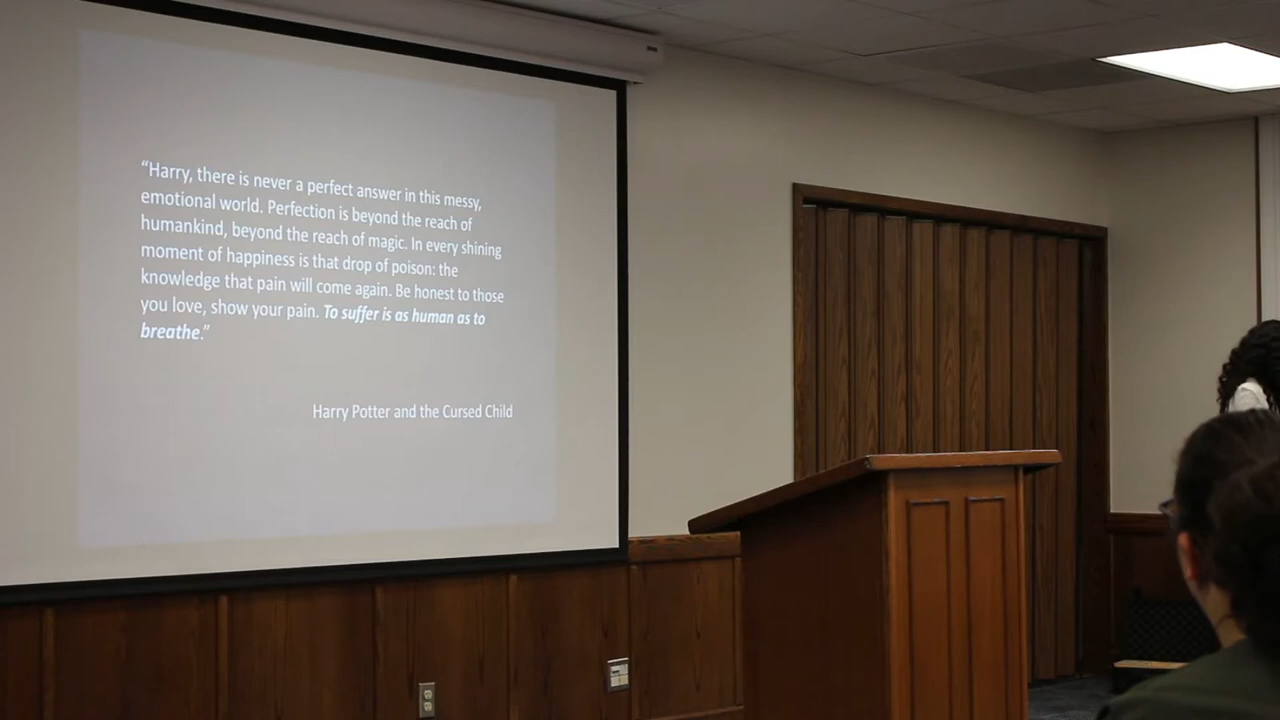 “Harry, there is never a perfect answer in this messy,
emotional world. Perfection is beyond the reach of
humankind, beyond the reach of magic. In every shining
moment of happiness is that drop of poison: the
knowledge that pain will come again. Be honest to those
you love, show your pain. To suffer is as human as to
breathe.”
Harry Potter and the Cursed Child